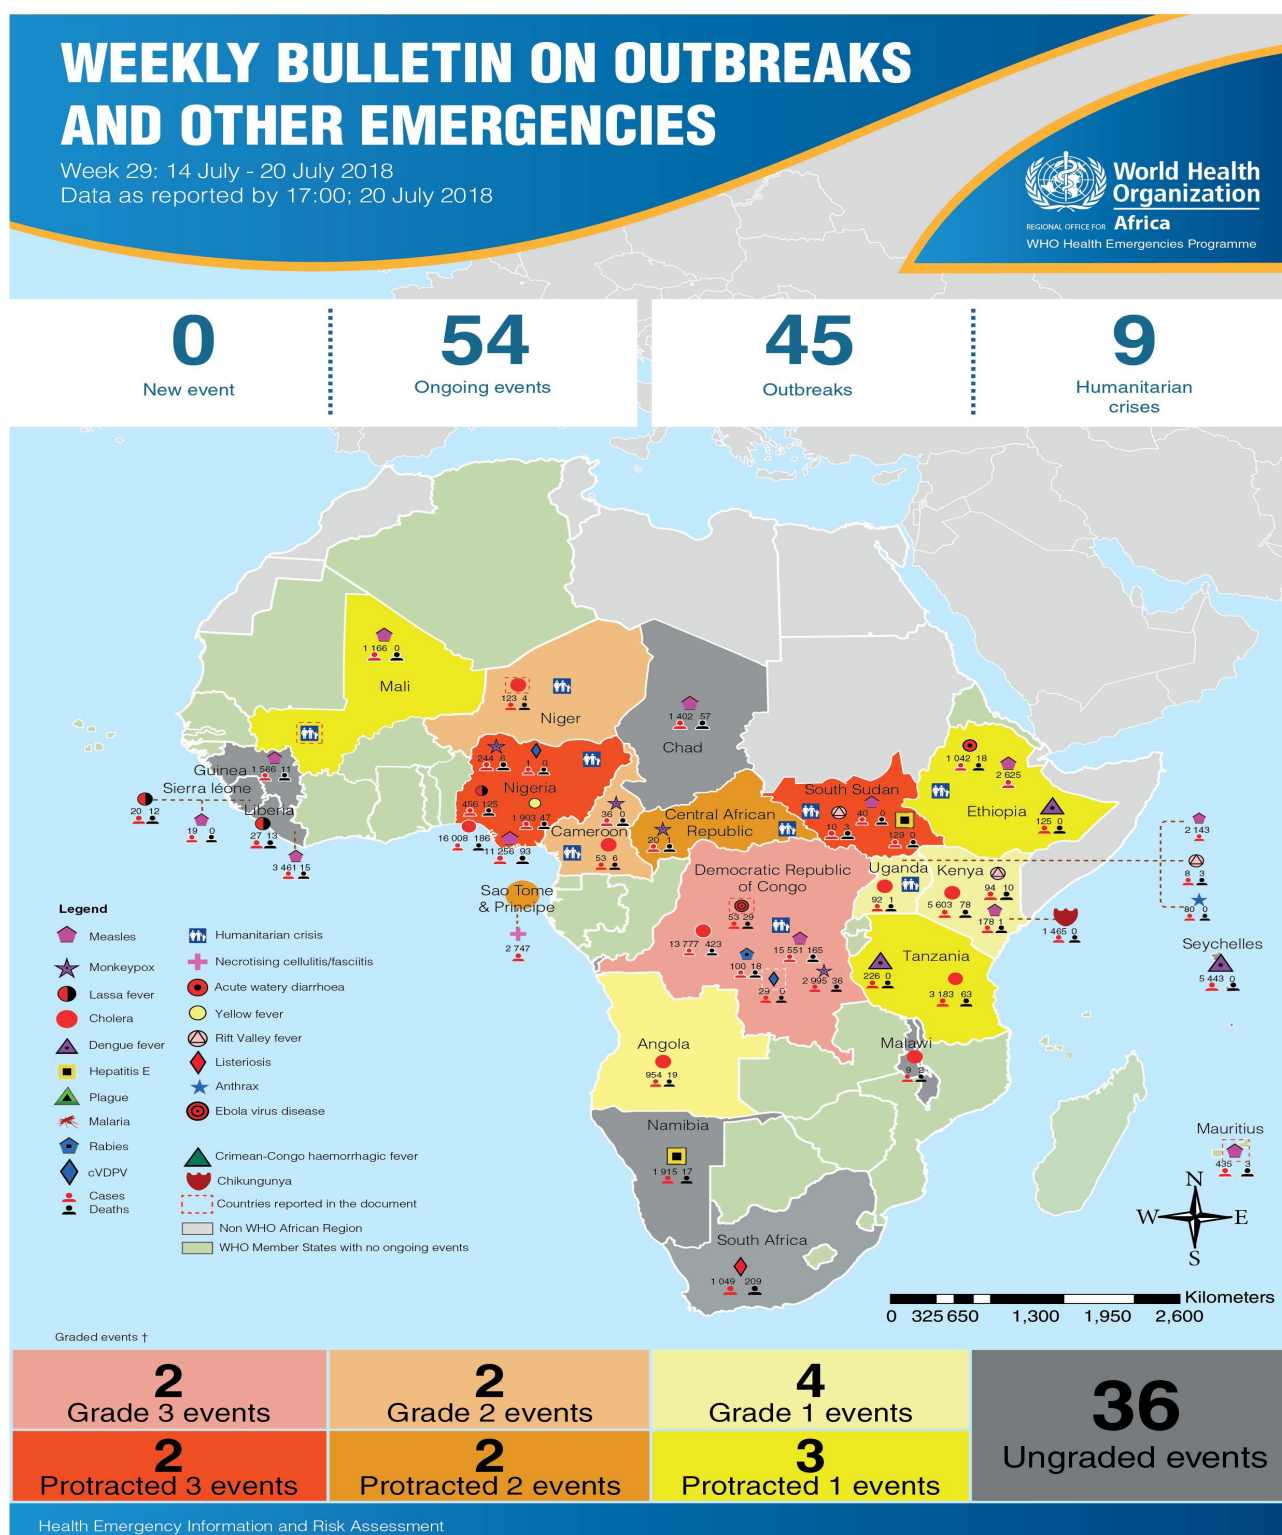 WEEKLY BULLETIN ON OUTBREAKS
AND OTHER EMERGENCIES
Week 29: 14 July - 20 July 2018
Data as reported by 17:00; 20 July 2018
World Health
Organization
REGIONAL OFFICE FOR Africa
WHO Health Emergencies Programme
0
New event
54
Ongoing events
45
Outbreaks
9
Humanitarian
crises
1 166 0
Mali
123 4
Niger
1 402 57
Chad
Guinea 1 566 11
Sierra léone
20 12
19 0
Liberia
27 13
3 461 15
244 6
1 0
Nigeria
456 125
1 903 47
16 008 186
11 256 93
36 0
Cameroon
53 6
Central African
Republic
20 1
South Sudan
10 3
40 0
129 0
1 042 18
2 625
Ethiopia
125 0
Sao Tome
& Principe
2 747
Democratic Republic
of Congo
53 29
13 777 423
15 551 165
100 18
2 995 36
29 0
Uganda
92 1
Kenya
94 10
5 603 78
178 1
1 465 0
2 143
8 3
80 0
Seychelles
5 443 0
Tanzania
226 0
3 183 63
Angola
954 19
Malawi
9 2
Namibia
1 915 17
South Africa
1 049 209
Mauritius
435 3
Legend
Measles
Monkeypox
Lassa fever
Cholera
Dengue fever
Hepatitis E
Plague
Malaria
Rabies
cVDPV
Cases
Deaths
Humanitarian crisis
Necrotising cellulitis/fasciitis
Acute watery diarrhoea
Yellow fever
Rift Valley fever
Listeriosis
Anthrax
Ebola virus disease
Crimean-Congo haemorrhagic fever
Chikungunya
Countries reported in the document
Non WHO African Region
WHO Member States with no ongoing events
N
W E
S
Kilometers
0 325 650 1,300 1,950 2,600
Graded events †
2
Grade 3 events
2
Grade 2 events
4
Grade 1 events
36
Ungraded events
2
Protracted 3 events
2
Protracted 2 events
3
Protracted 1 events
Health Emergency Information and Risk Assessment